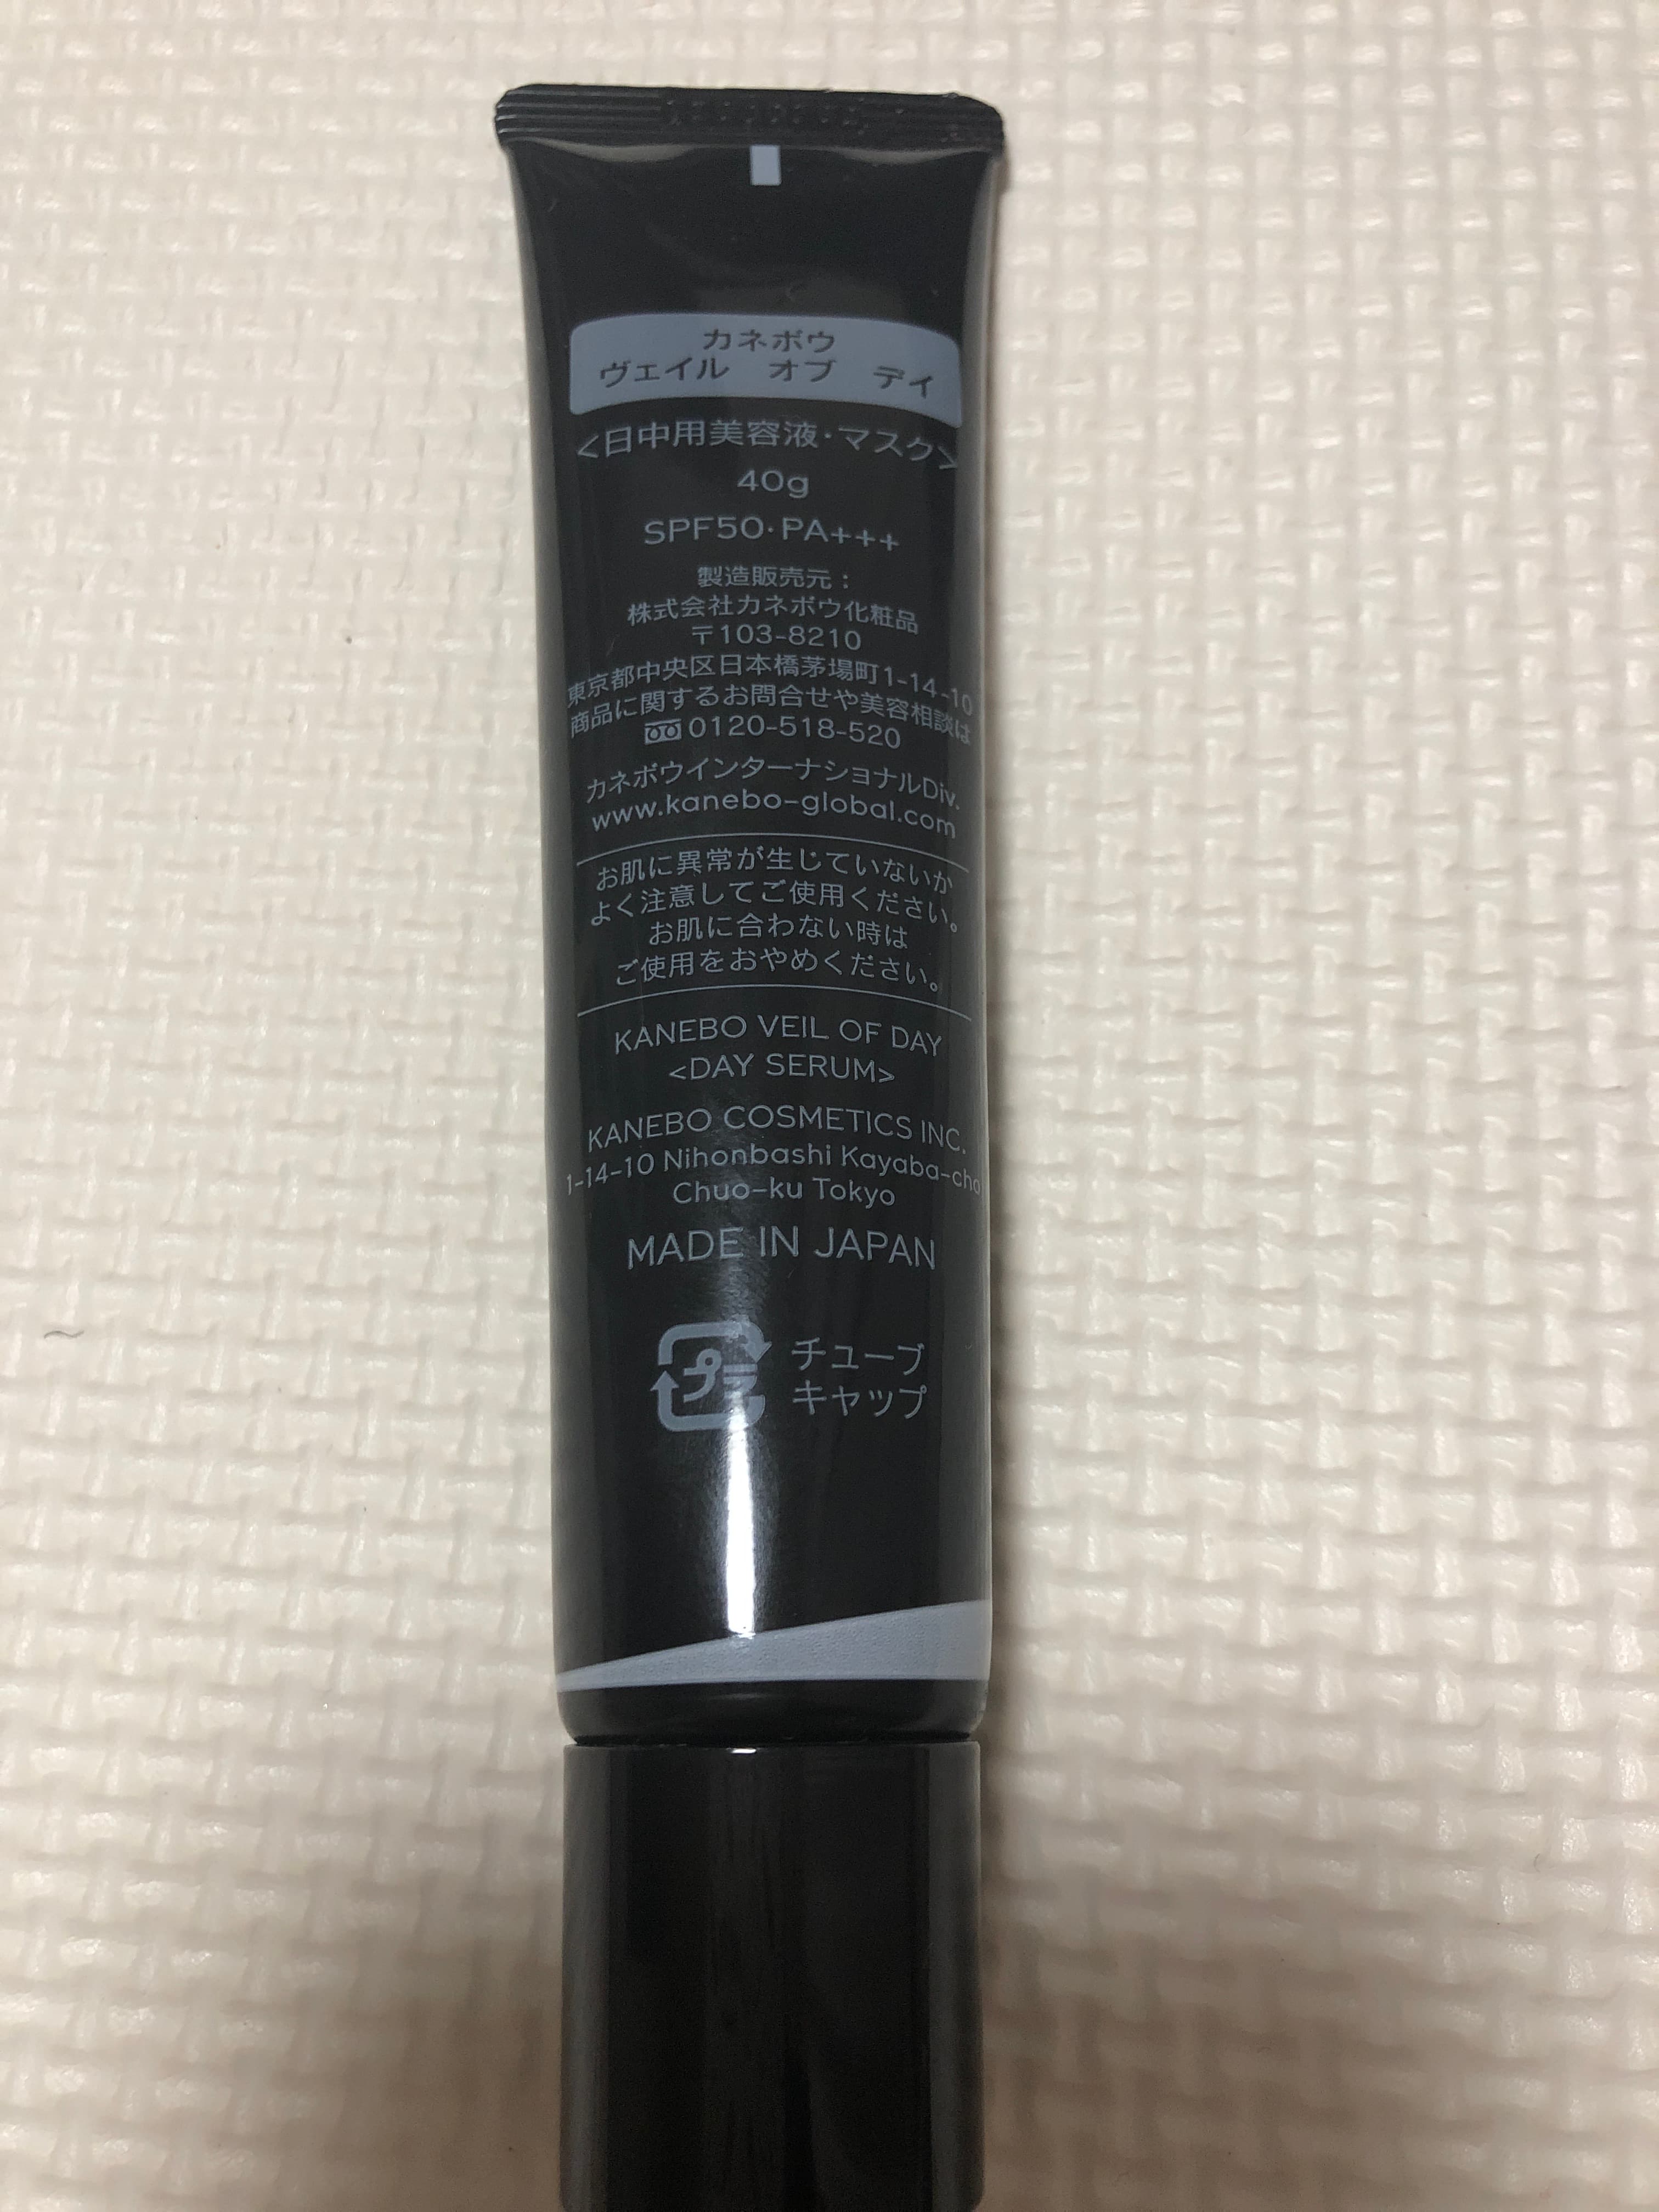 カネボウ
ヴェイル オブ デイ
<日中用美容液・マスク>
40g
SPF50・PA+++
製造販売元：
株式会社カネボウ化粧品
〒103-8210
東京都中央区日本橋茅場町1-14-10
商品に関するお問合せや美容相談は
0120-518-520
カネボウインターナショナルDiv.
www.kanebo-global.com
お肌に異常が生じていないか
よく注意してご使用ください。
お肌に合わない時は
ご使用をおやめください。
KANEBO VEIL OF DAY
<DAY SERUM>
KANEBO COSMETICS INC.
1-14-10 Nihonbashi Kayaba-cho
Chuo-ku Tokyo
MADE IN JAPAN
プラ
チューブ
キャップ